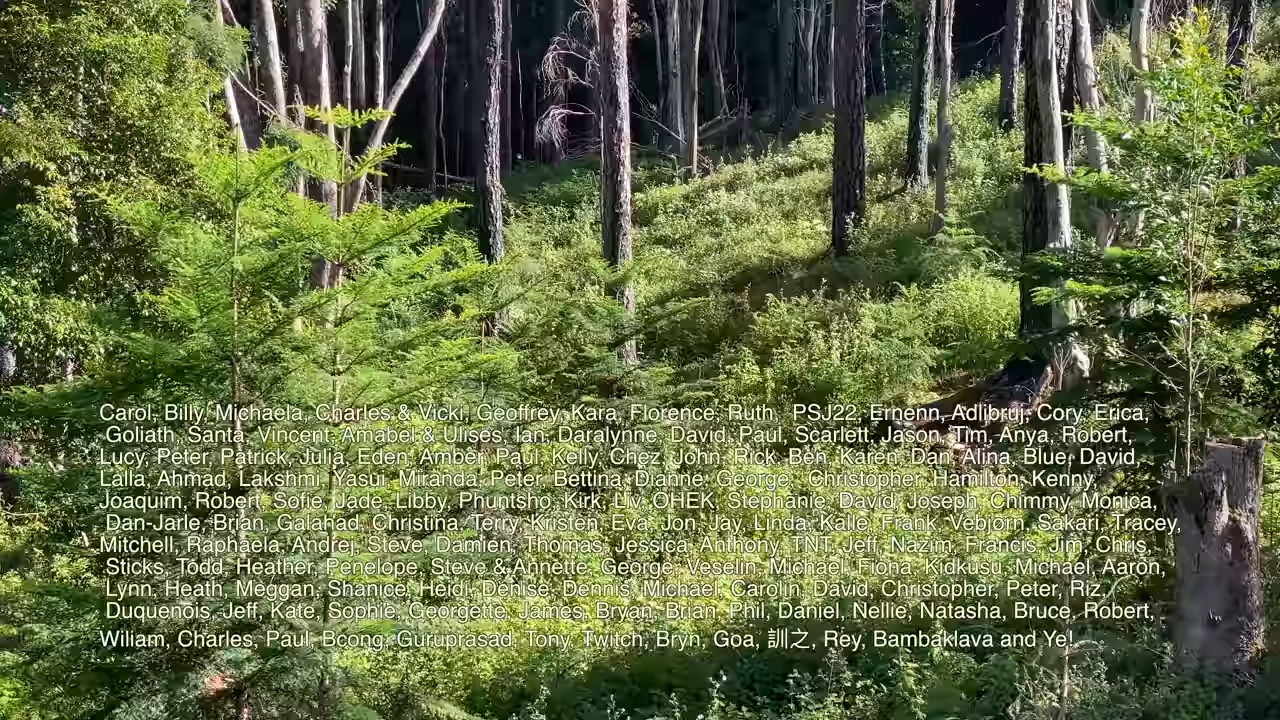 Carol, Billy, Michaela, Charles & Vicki, Geoffrey, Kara, Florence, Ruth, PSJ22, Ernenn, Adlibruj, Cory, Erica,
Goliath, Santa, Vincent, Amabel & Ulises, Ian, Daralynne, David, Paul, Scarlett, Jason, Tim, Anya, Robert,
Lucy, Peter, Patrick, Julia, Eden, Amber, Paul, Kelly, Chez, John, Rick, Ben, Karen, Dan, Alina, Blue, David,
Lalla, Ahmad, Lakshmi, Yasui, Miranda, Peter, Bettina, Dianne, George, Christopher, Hamilton, Kenny,
Joaquim, Robert, Sofie, Jade, Libby, Phuntsho, Kirk, Liv, OHEK, Stephanie, David, Joseph, Chimmy, Monica,
Dan-Jarle, Brian, Galahad, Christina, Terry, Kristen, Eva, Jon, Jay, Linda, Kalle, Frank, Vebjørn, Sakari, Tracey,
Mitchell, Raphaela, Andrej, Steve, Damien, Thomas, Jessica, Anthony, TNT, Jeff, Nazim, Francis, Jim, Chris,
Sticks, Todd, Heather, Penelope, Steve & Annette, George, Veselin, Michael, Fiona, Kidkusu, Michael, Aaron,
Lynn, Heath, Meggan, Shanice, Heidi, Denise, Dennis, Michael, Carolin, David, Christopher, Peter, Riz,
Duquenois, Jeff, Kate, Sophie, Georgette, James, Bryan, Brian, Phil, Daniel, Nellie, Natasha, Bruce, Robert,
Wiliam, Charles, Paul, Bcong, Guruprasad, Tony, Twitch, Bryn, Goa, 訓之, Rey, Bambaklava and Ye!